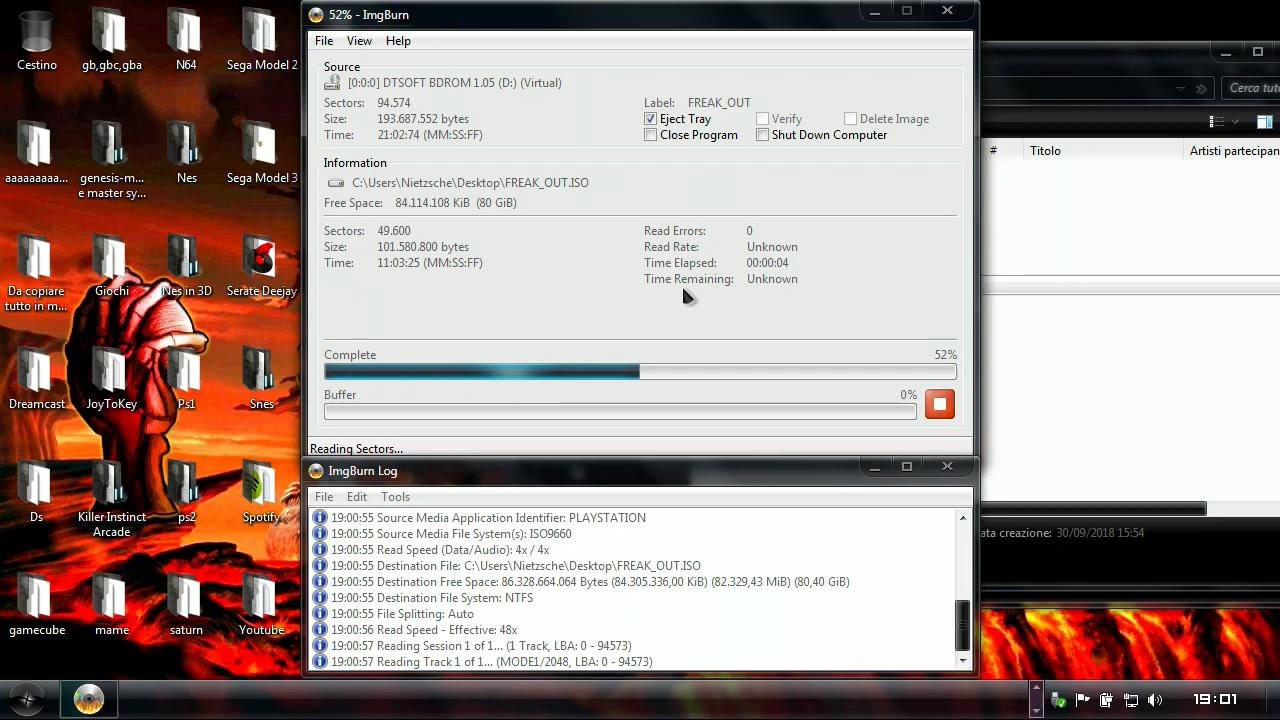 Cestino
gb,gbc,gba
N64
Sega Model 2
aaaaaaaaa...
genesis-m...
e master sy...
Nes
Sega Model 3
Da copiare
tutto in m...
Giochi
Nes in 3D
Serate Deejay
Dreamcast
JoyToKey
Ps1
Snes
Ds
Killer Instinct
Arcade
ps2
Spotify
gamecube
mame
saturn
Youtube
52% - ImgBurn
File View Help
Source
[0:0:0] DTSOFT BDROM 1.05 (D:) (Virtual)
Sectors: 94.574
Size: 193.687.552 bytes
Time: 21:02:74 (MM:SS:FF)
Label: FREAK_OUT
Eject Tray Verify Delete Image
Close Program Shut Down Computer
Information
C:\Users\Nietzsche\Desktop\FREAK_OUT.ISO
Free Space: 84.114.108 KiB (80 GiB)
Sectors: 49.600
Size: 101.580.800 bytes
Time: 11:03:25 (MM:SS:FF)
Read Errors: 0
Read Rate: Unknown
Time Elapsed: 00:00:04
Time Remaining: Unknown
Complete 52%
Buffer 0%
Reading Sectors...
ImgBurn Log
File Edit Tools
19:00:55 Source Media Application Identifier: PLAYSTATION
19:00:55 Source Media File System(s): ISO9660
19:00:55 Read Speed (Data/Audio): 4x / 4x
19:00:55 Destination File: C:\Users\Nietzsche\Desktop\FREAK_OUT.ISO
19:00:55 Destination Free Space: 86.328.664.064 Bytes (84.305.336,00 KiB) (82.329,43 MiB) (80,40 GiB)
19:00:55 Destination File System: NTFS
19:00:55 File Splitting: Auto
19:00:56 Read Speed - Effective: 48x
19:00:57 Reading Session 1 of 1... (1 Track, LBA: 0 - 94573)
19:00:57 Reading Track 1 of 1... (MODE1/2048, LBA: 0 - 94573)
Cerca tuto
# Titolo Artisti partecipan
ata creazione: 30/09/2018 15:54
19:01